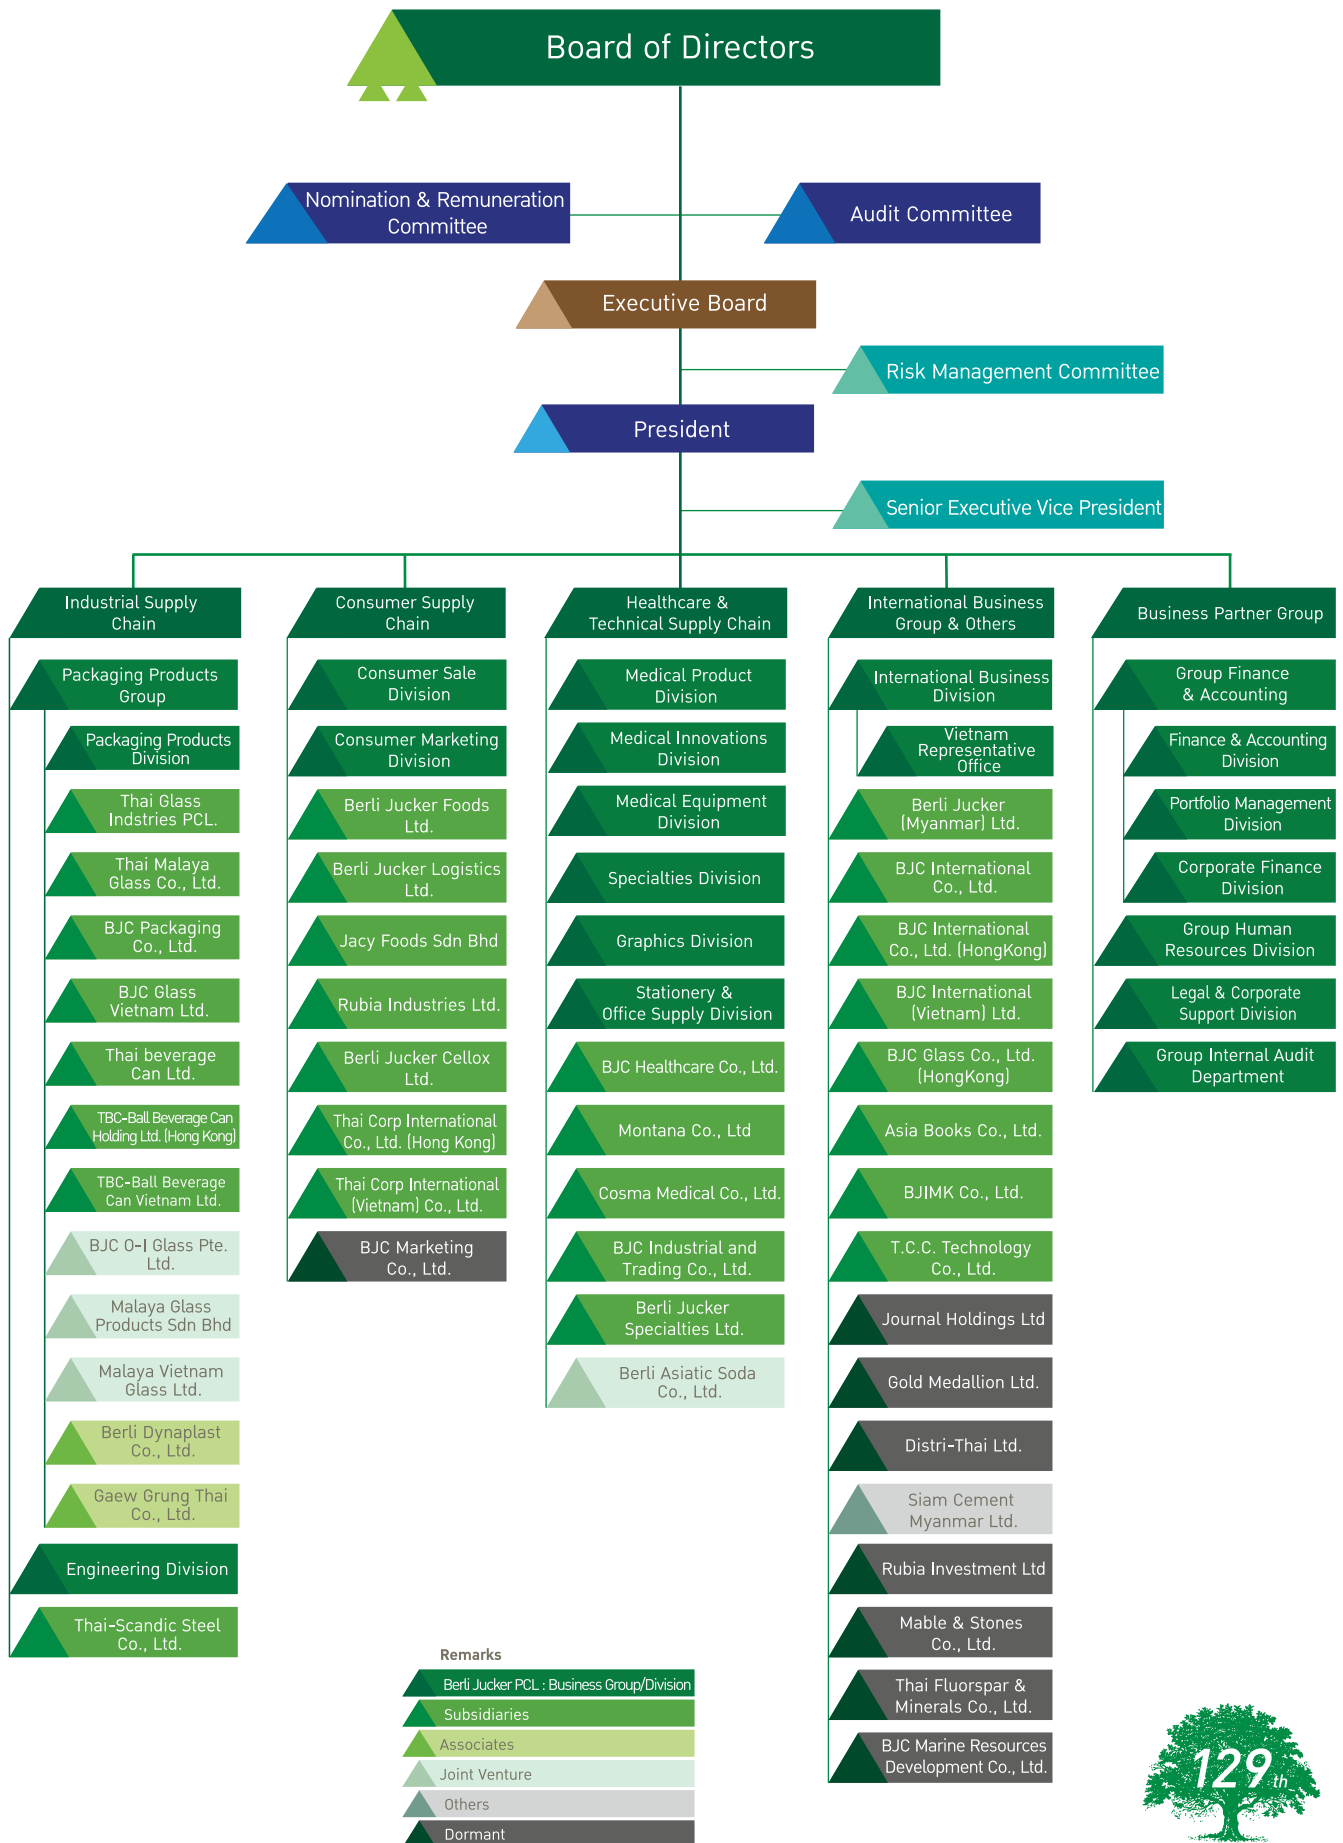 Board of Directors
Nomination & Remuneration
Committee
Audit Committee
Executive Board
Risk Management Committee
President
Senior Executive Vice President
Industrial Supply
Chain
Packaging Products
Group
Packaging Products
Division
Thai Glass
Indstries PCL.
Thai Malaya
Glass Co., Ltd.
BJC Packaging
Co., Ltd.
BJC Glass
Vietnam Ltd.
Thai beverage
Can Ltd.
TBC-Ball Beverage Can
Holding Ltd. (Hong Kong)
TBC-Ball Beverage
Can Vietnam Ltd.
BJC O-I Glass Pte.
Ltd.
Malaya Glass
Products Sdn Bhd
Malaya Vietnam
Glass Ltd.
Berli Dynaplast
Co., Ltd.
Gaew Grung Thai
Co., Ltd.
Engineering Division
Thai-Scandic Steel
Co., Ltd.
Consumer Supply
Chain
Consumer Sale
Division
Consumer Marketing
Division
Berli Jucker Foods
Ltd.
Berli Jucker Logistics
Ltd.
Jacy Foods Sdn Bhd
Rubia Industries Ltd.
Berli Jucker Cellox
Ltd.
Thai Corp International
Co., Ltd. (Hong Kong)
Thai Corp International
(Vietnam) Co., Ltd.
BJC Marketing
Co., Ltd.
Healthcare &
Technical Supply Chain
Medical Product
Division
Medical Innovations
Division
Medical Equipment
Division
Specialties Division
Graphics Division
Stationery &
Office Supply Division
BJC Healthcare Co., Ltd.
Montana Co., Ltd
Cosma Medical Co., Ltd.
BJC Industrial and
Trading Co., Ltd.
Berli Jucker
Specialties Ltd.
Berli Asiatic Soda
Co., Ltd.
International Business
Group & Others
International Business
Division
Vietnam
Representative
Office
Berli Jucker
(Myanmar) Ltd.
BJC International
Co., Ltd.
BJC International
Co., Ltd. (HongKong)
BJC International
(Vietnam) Ltd.
BJC Glass Co., Ltd.
(HongKong)
Asia Books Co., Ltd.
BJIMK Co., Ltd.
T.C.C. Technology
Co., Ltd.
Journal Holdings Ltd
Gold Medallion Ltd.
Distri-Thai Ltd.
Siam Cement
Myanmar Ltd.
Rubia Investment Ltd
Mable & Stones
Co., Ltd.
Thai Fluorspar &
Minerals Co., Ltd.
BJC Marine Resources
Development Co., Ltd.
Business Partner Group
Group Finance
& Accounting
Finance & Accounting
Division
Portfolio Management
Division
Corporate Finance
Division
Group Human
Resources Division
Legal & Corporate
Support Division
Group Internal Audit
Department
Remarks
Berli Jucker PCL : Business Group/Division
Subsidiaries
Associates
Joint Venture
Others
Dormant
129th